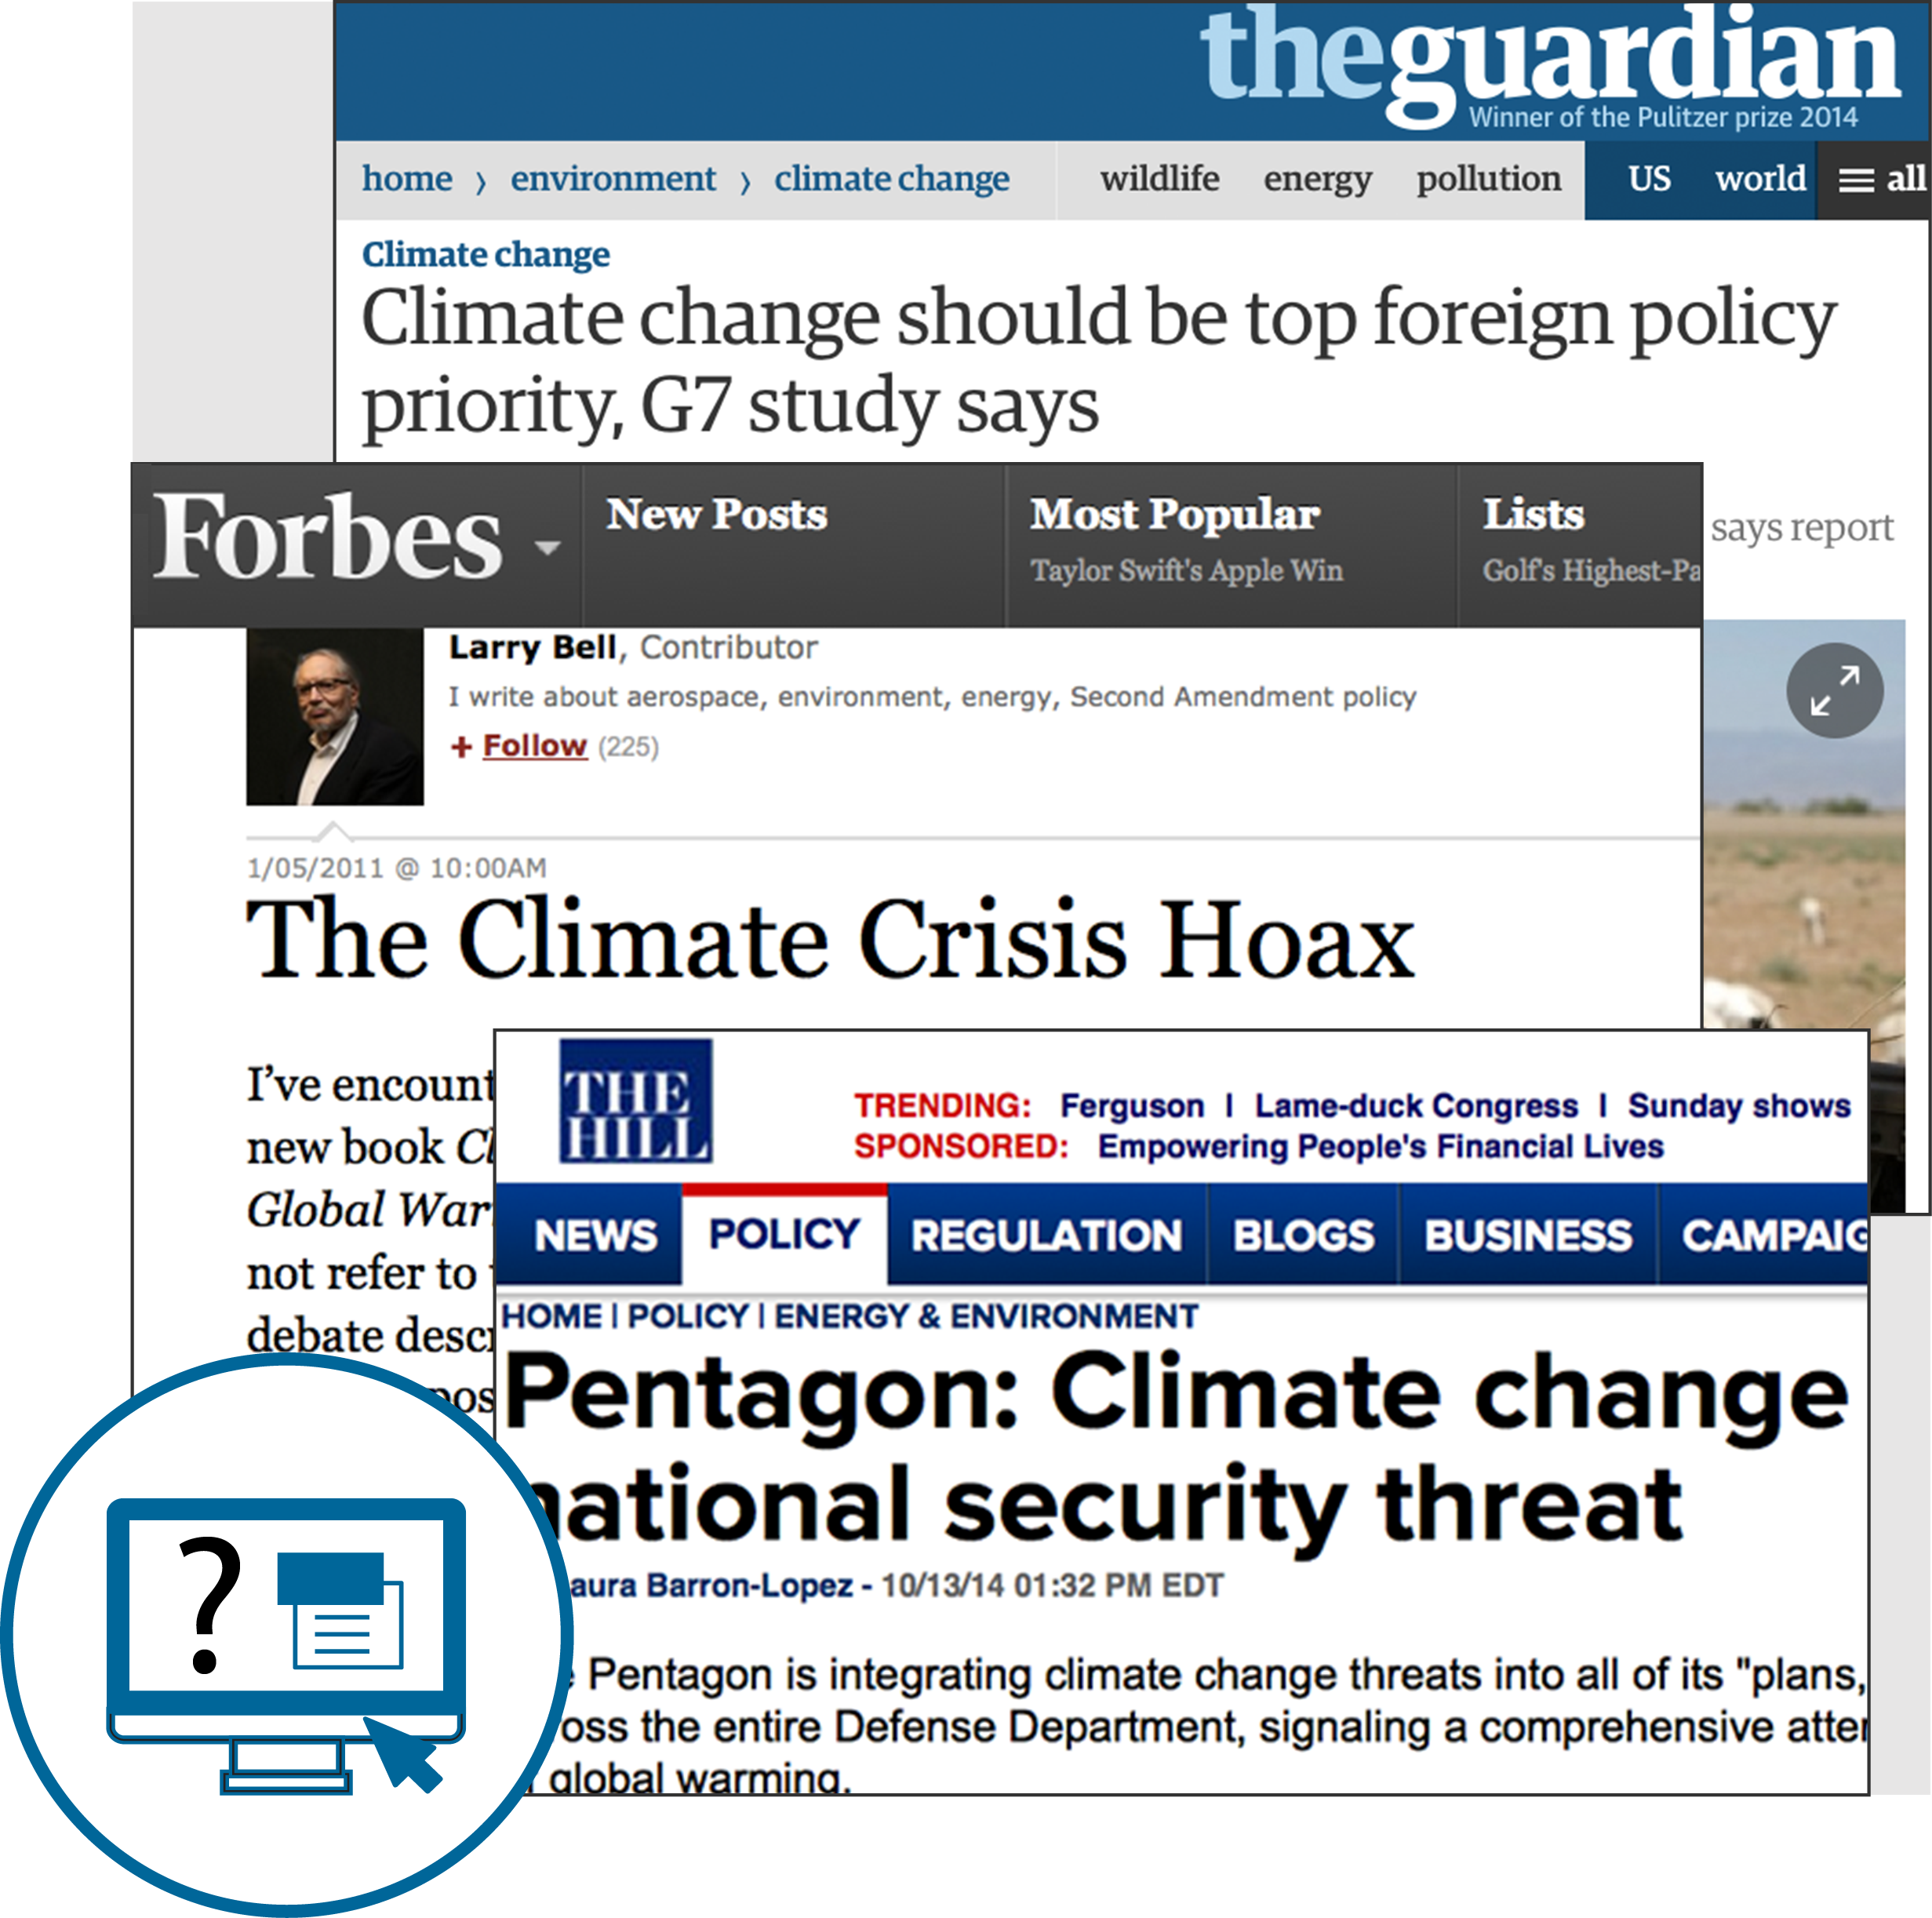 theguardian
Winner of the Pulitzer prize 2014
home › environment › climate change wildlife energy pollution US world all
Climate change
Climate change should be top foreign policy
priority, G7 study says
says report
Forbes New Posts Most Popular Lists
Taylor Swift's Apple Win Golf's Highest-Pa
Larry Bell, Contributor
I write about aerospace, environment, energy, Second Amendment policy
+ Follow (225)
1/05/2011 @ 10:00AM
The Climate Crisis Hoax
I've encount
new book Cl
Global War
not refer to
debate descr
pos
THE
HILL
TRENDING: Ferguson | Lame-duck Congress | Sunday shows
SPONSORED: Empowering People's Financial Lives
NEWS POLICY REGULATION BLOGS BUSINESS CAMPAIG
HOME | POLICY | ENERGY & ENVIRONMENT
Pentagon: Climate change
national security threat
aura Barron-Lopez - 10/13/14 01:32 PM EDT
Pentagon is integrating climate change threats into all of its "plans,
oss the entire Defense Department, signaling a comprehensive atter
global warming.
?